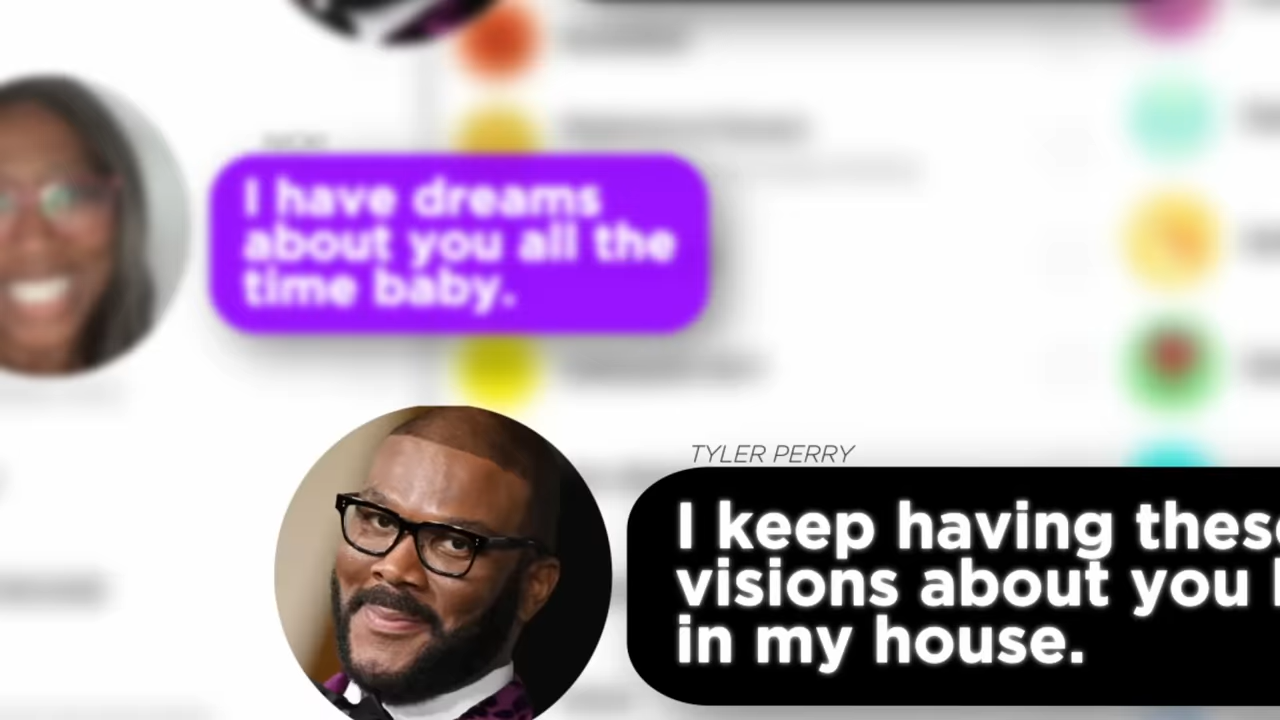 I have dreams
about you all the
time baby.
TYLER PERRY
I keep having these
visions about you
in my house.